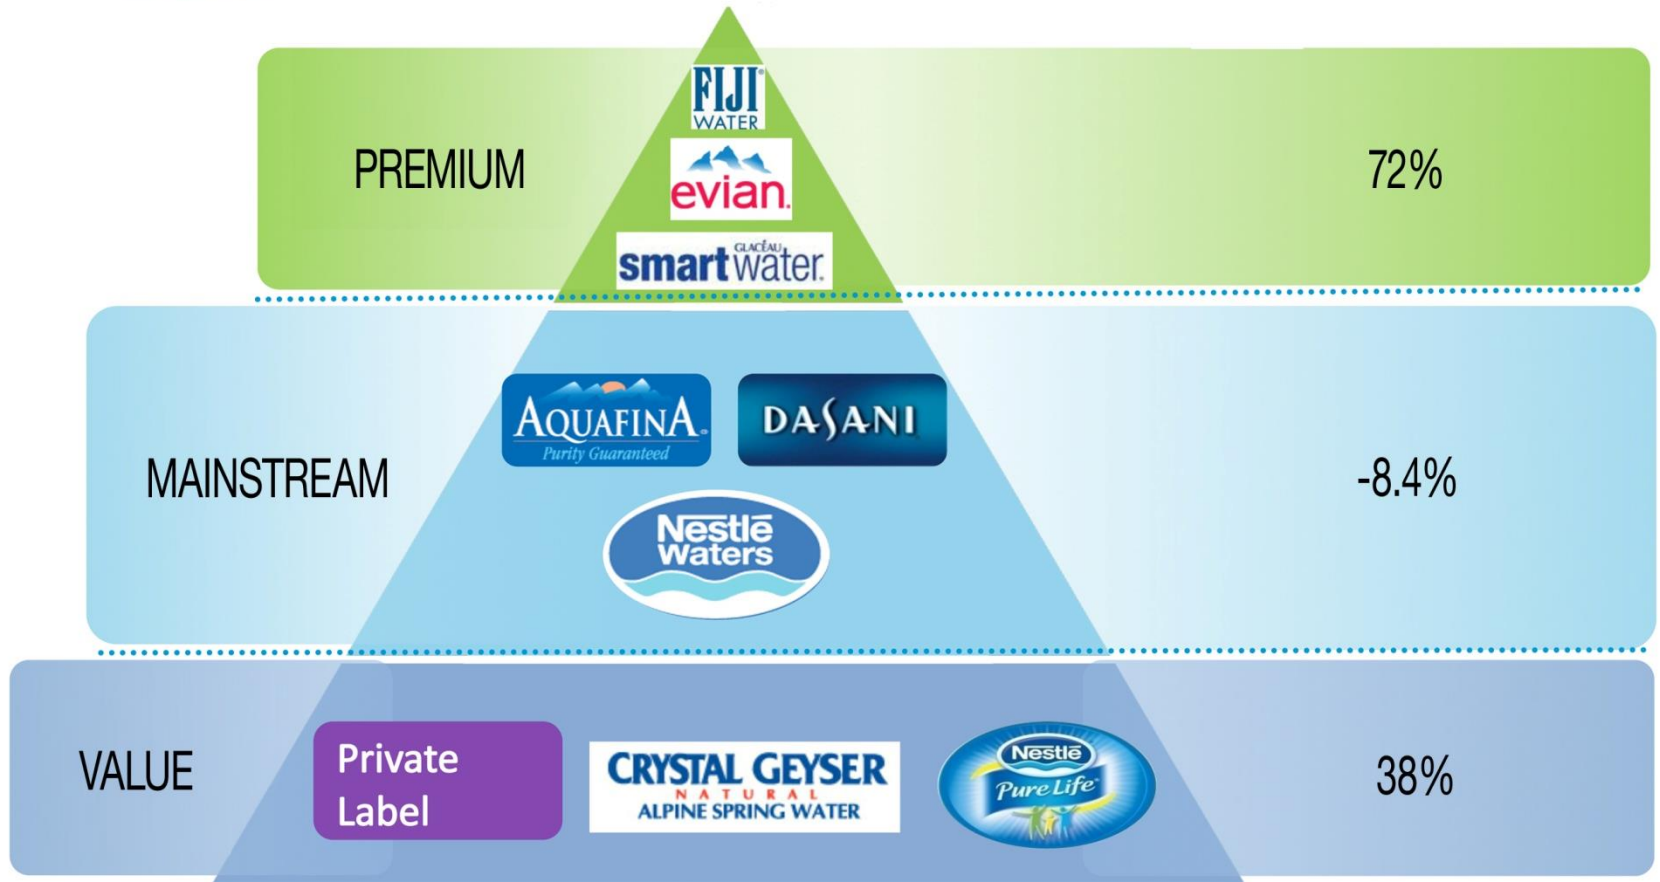 PREMIUM
FIJI
WATER
evian.
GLACÉAU
smartwater.
72%
MAINSTREAM
AQUAFINA
Purity Guaranteed
DASANI
Nestlé
Waters
-8.4%
VALUE
Private
Label
CRYSTAL GEYSER
NATURAL
ALPINE SPRING WATER
Nestlé
Pure Life
38%